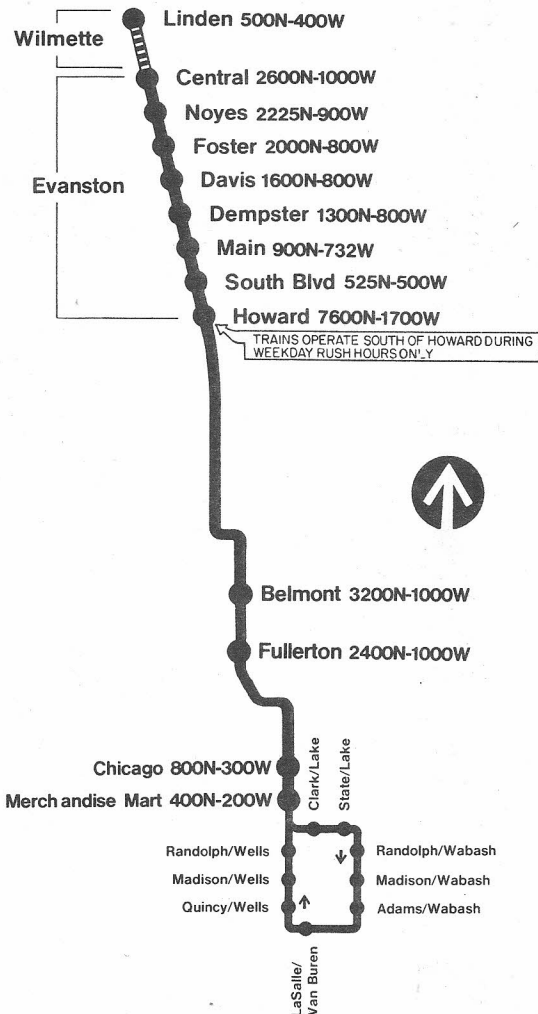 Linden 500N-400W
Wilmette
Central 2600N-1000W
Noyes 2225N-900W
Foster 2000N-800W
Evanston
Davis 1600N-800W
Dempster 1300N-800W
Main 900N-732W
South Blvd 525N-500W
Howard 7600N-1700W
TRAINS OPERATE SOUTH OF HOWARD DURING
WEEKDAY RUSH HOURS ONLY
Belmont 3200N-1000W
Fullerton 2400N-1000W
Chicago 800N-300W
Merchandise Mart 400N-200W
Clark/Lake
State/Lake
Randolph/Wells
Randolph/Wabash
Madison/Wells
Madison/Wabash
Quincy/Wells
Adams/Wabash
LaSalle/
Van Buren